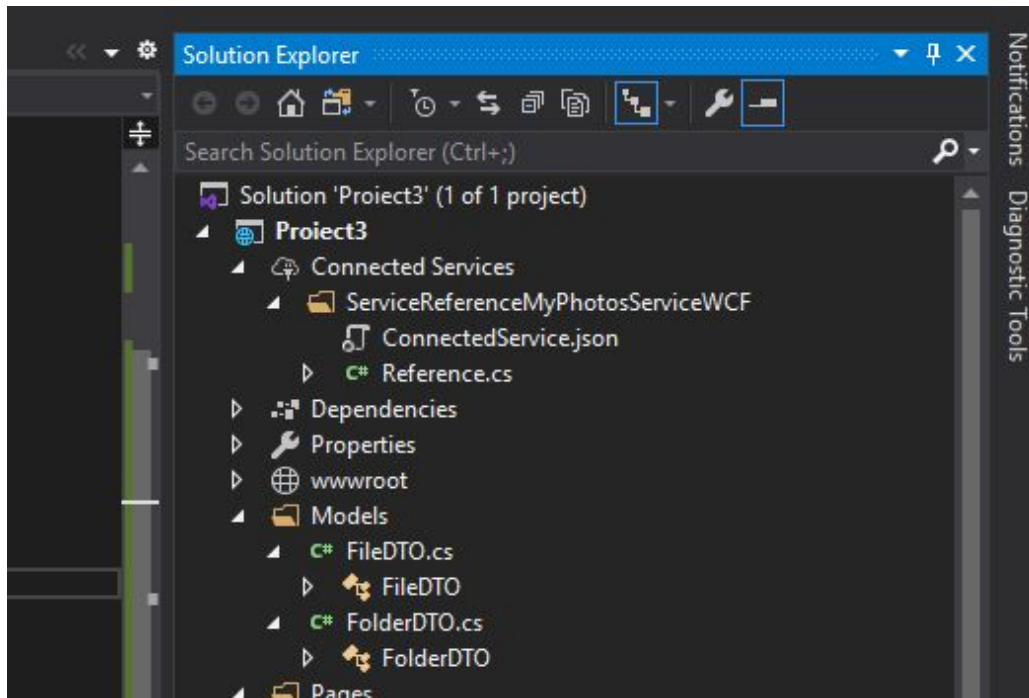 Solution Explorer
Search Solution Explorer (Ctrl+;)
Solution 'Proiect3' (1 of 1 project)
Proiect3
Connected Services
ServiceReferenceMyPhotosServiceWCF
ConnectedService.json
C# Reference.cs
Dependencies
Properties
wwwroot
Models
C# FileDTO.cs
FileDTO
C# FolderDTO.cs
FolderDTO
Pages
Notifications
Diagnostic Tools